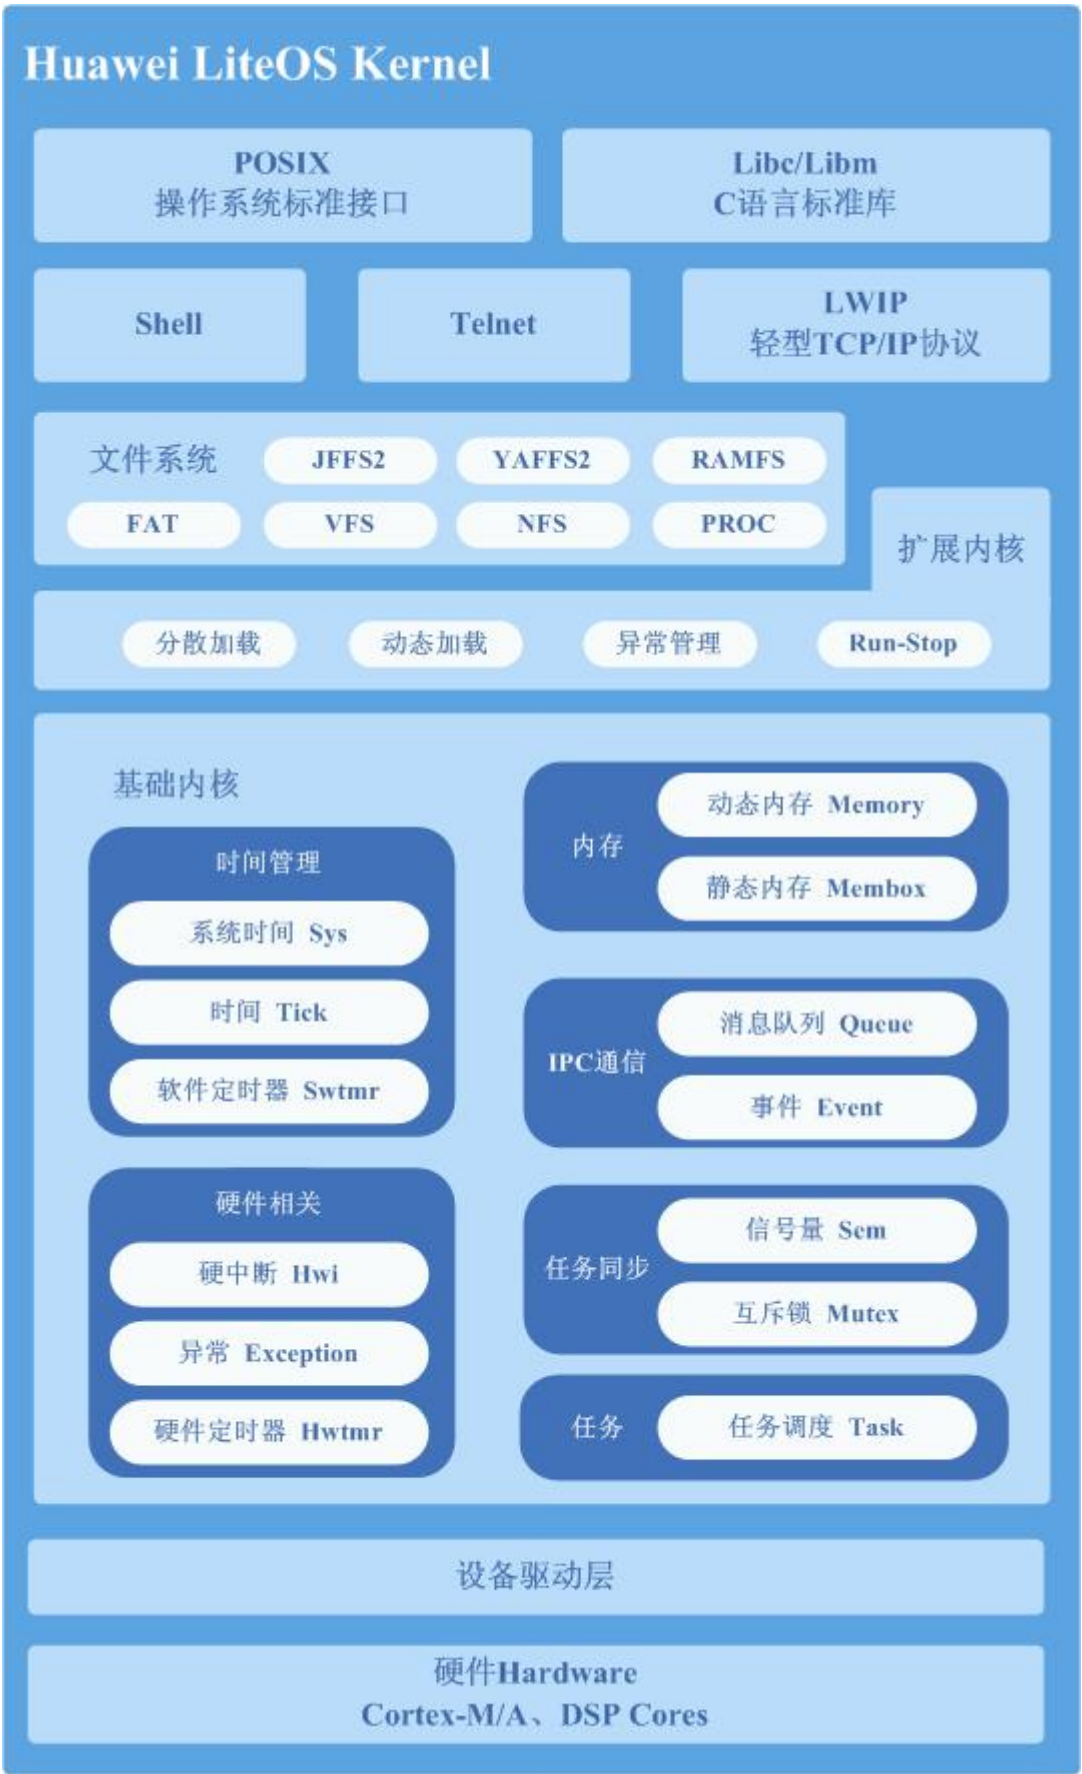 Huawei LiteOS Kernel
POSIX
操作系统标准接口
Libc/Libm
C语言标准库
Shell
Telnet
LWIP
轻型TCP/IP协议
文件系统
JFFS2
YAFFS2
RAMFS
FAT
VFS
NFS
PROC
扩展内核
分散加载
动态加载
异常管理
Run-Stop
基础内核
时间管理
系统时间 Sys
时间 Tick
软件定时器 Swtmr
硬件相关
硬中断 Hwi
异常 Exception
硬件定时器 Hwtmr
内存
动态内存 Memory
静态内存 Membox
IPC通信
消息队列 Queue
事件 Event
任务同步
信号量 Sem
互斥锁 Mutex
任务
任务调度 Task
设备驱动层
硬件Hardware
Cortex-M/A、DSP Cores